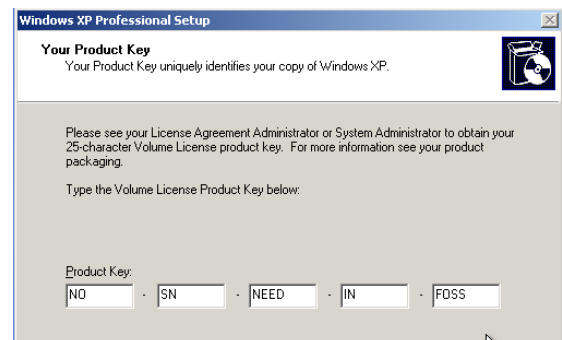 Windows XP Professional Setup
Your Product Key
Your Product Key uniquely identifies your copy of Windows XP.
Please see your License Agreement Administrator or System Administrator to obtain your
25-character Volume License product key. For more information see your product
packaging.
Type the Volume License Product Key below:
Product Key:
NO - SN - NEED - IN - FOSS